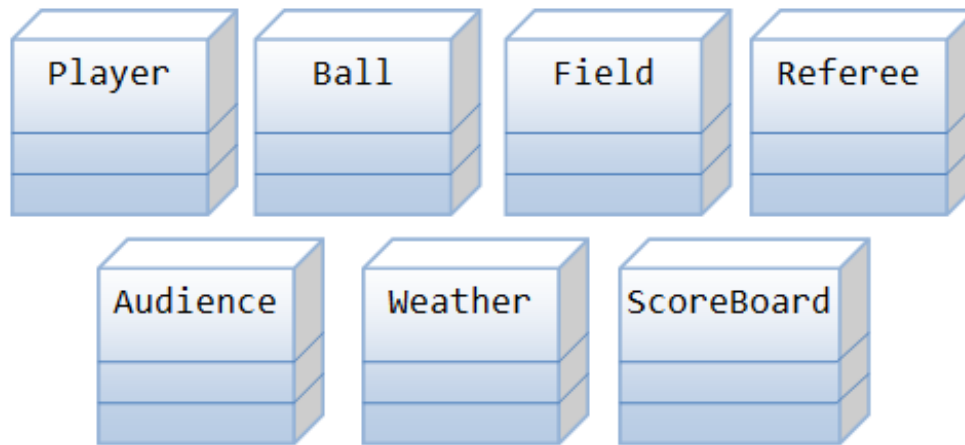 Player
Ball
Field
Referee
Audience
Weather
ScoreBoard